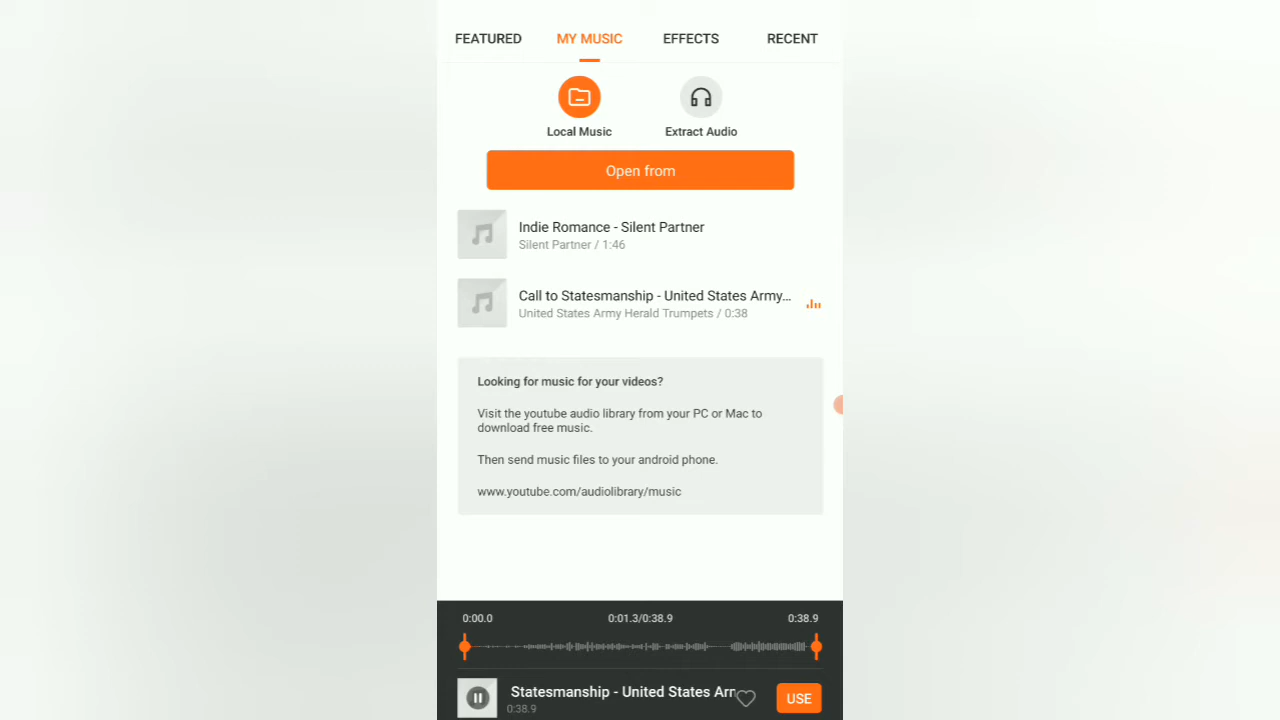 FEATURED MY MUSIC EFFECTS RECENT
Local Music Extract Audio
Open from
Indie Romance - Silent Partner
Silent Partner / 1:46
Call to Statesmanship - United States Army...
United States Army Herald Trumpets / 0:38
Looking for music for your videos?
Visit the youtube audio library from your PC or Mac to
download free music.
Then send music files to your android phone.
www.youtube.com/audiolibrary/music
0:00.0 0:01.3/0:38.9 0:38.9
Statesmanship - United States Arm
0:38.9
USE